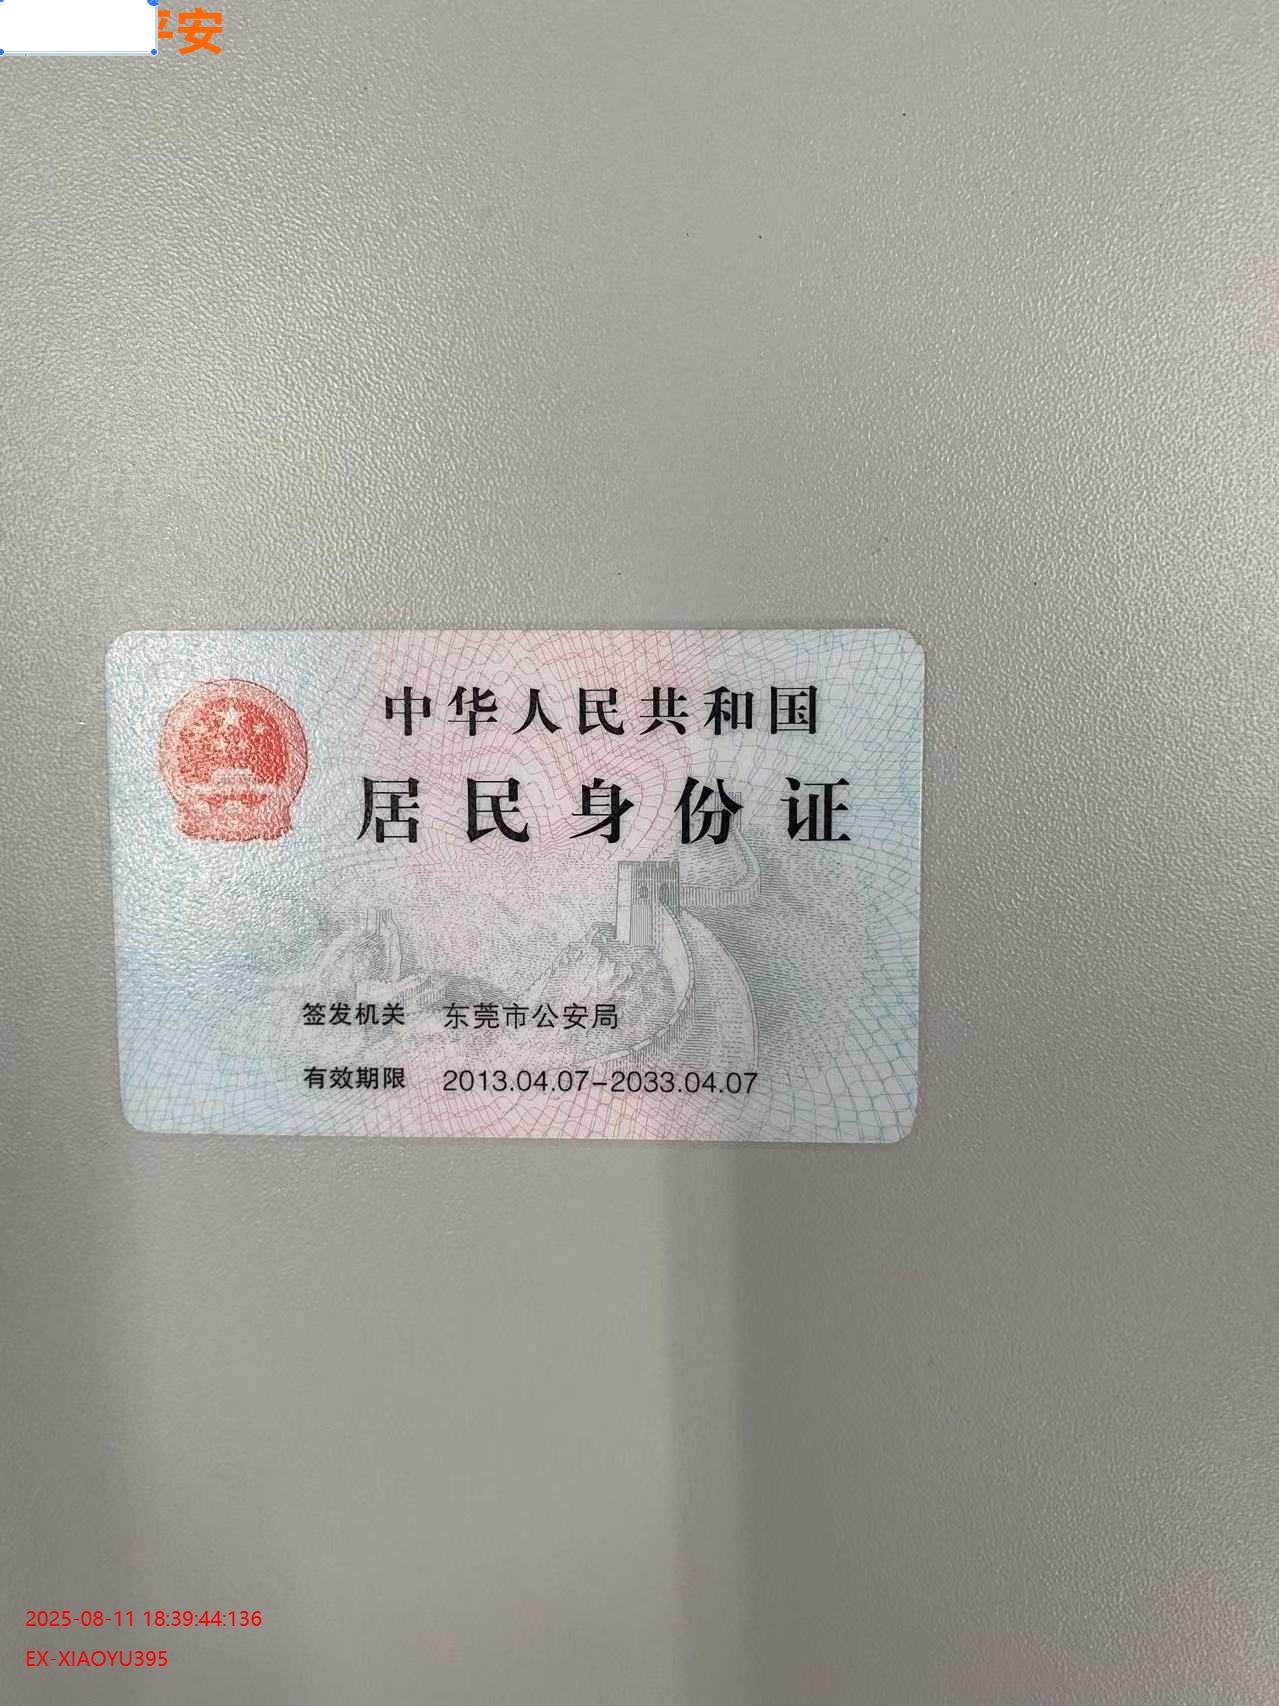 平安
中华人民共和国
居民身份证
签发机关 东莞市公安局
有效期限 2013.04.07-2033.04.07
2025-08-11 18:39:44:136
EX-XIAOYU395